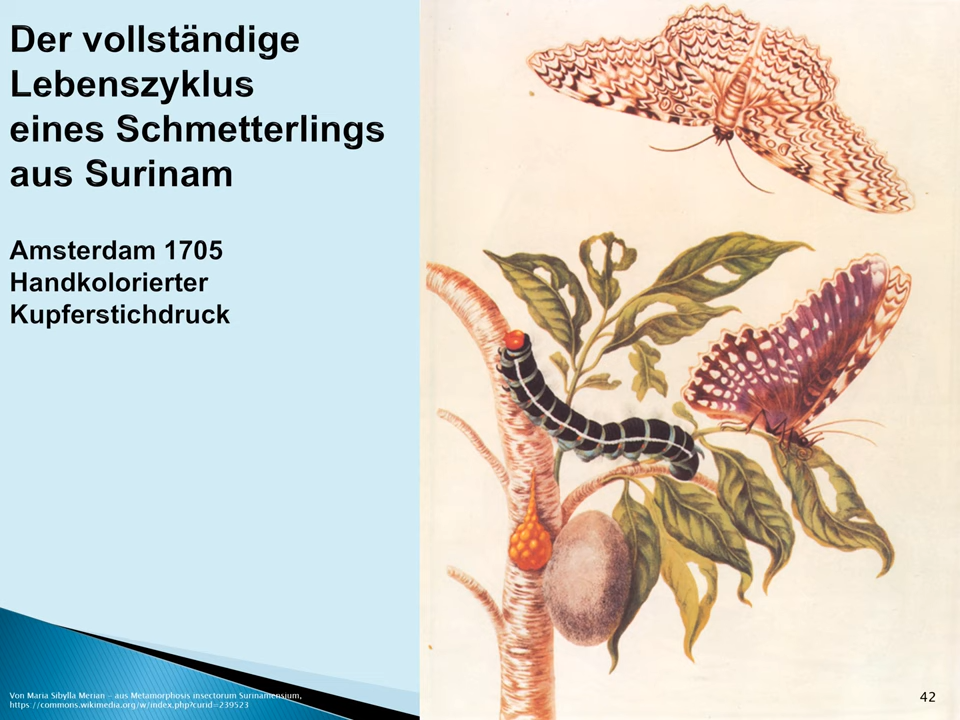 Der vollständige
Lebenszyklus
eines Schmetterlings
aus Surinam
Amsterdam 1705
Handkolorierter
Kupferstichdruck
Von Maria Sibylla Merian - aus Metamorphosis insectorum Surinamensium,
https://commons.wikimedia.org/w/index.php?curid=239523
42